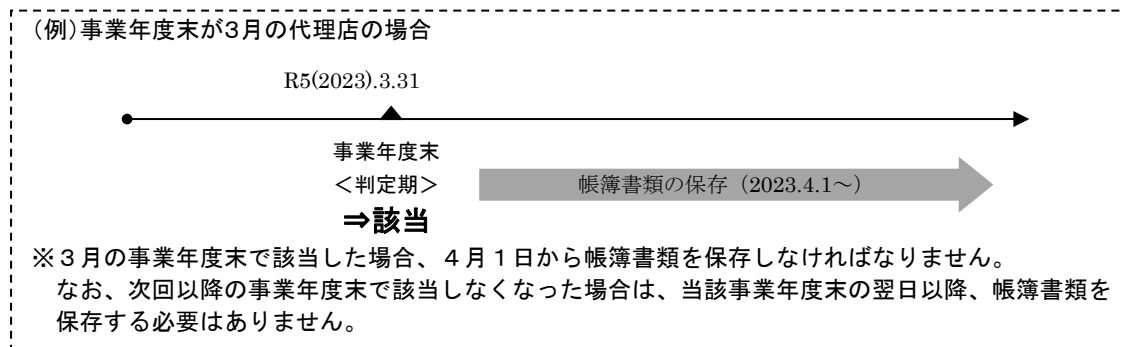 （例）事業年度末が3月の代理店の場合
R5(2023).3.31
事業年度末
＜判定期＞
⇒該当
帳簿書類の保存（2023.4.1～）
※３月の事業年度末で該当した場合、４月１日から帳簿書類を保存しなければなりません。
なお、次回以降の事業年度末で該当しなくなった場合は、当該事業年度末の翌日以降、帳簿書類を
保存する必要はありません。